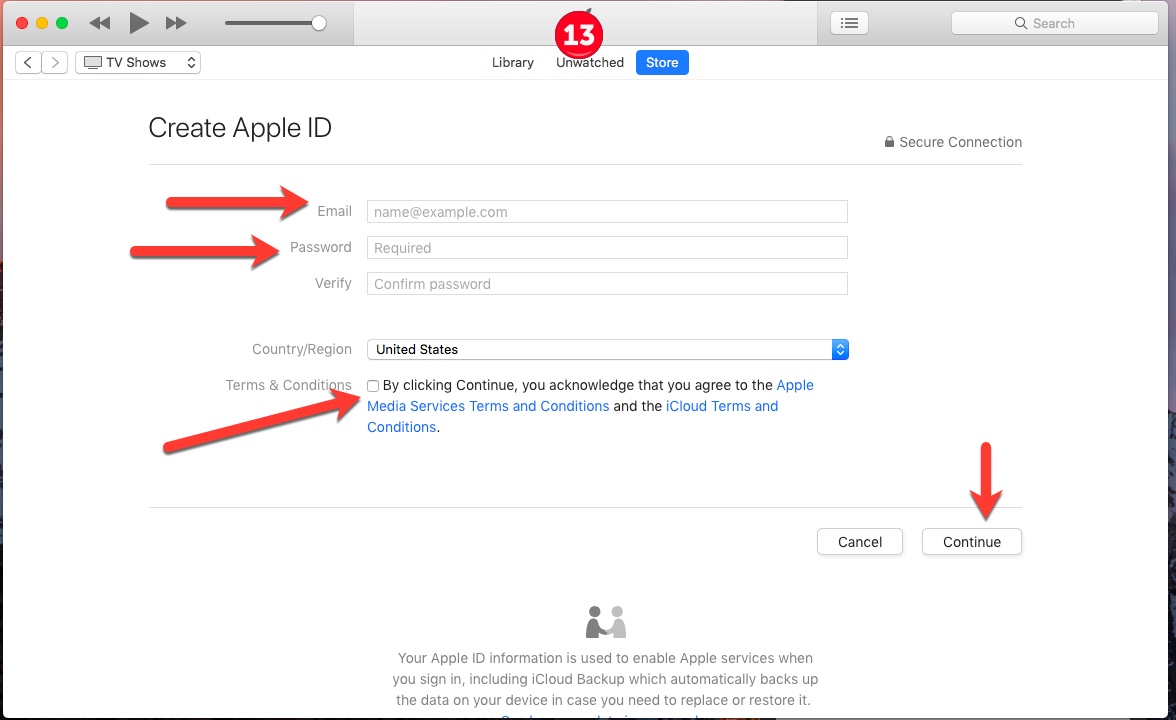 Search
13
TV Shows
Library Unwatched Store
Create Apple ID
Secure Connection
Email name@example.com
Password Required
Verify Confirm password
Country/Region United States
Terms & Conditions By clicking Continue, you acknowledge that you agree to the Apple
Media Services Terms and Conditions and the iCloud Terms and
Conditions.
Cancel Continue
Your Apple ID information is used to enable Apple services when
you sign in, including iCloud Backup which automatically backs up
the data on your device in case you need to replace or restore it.